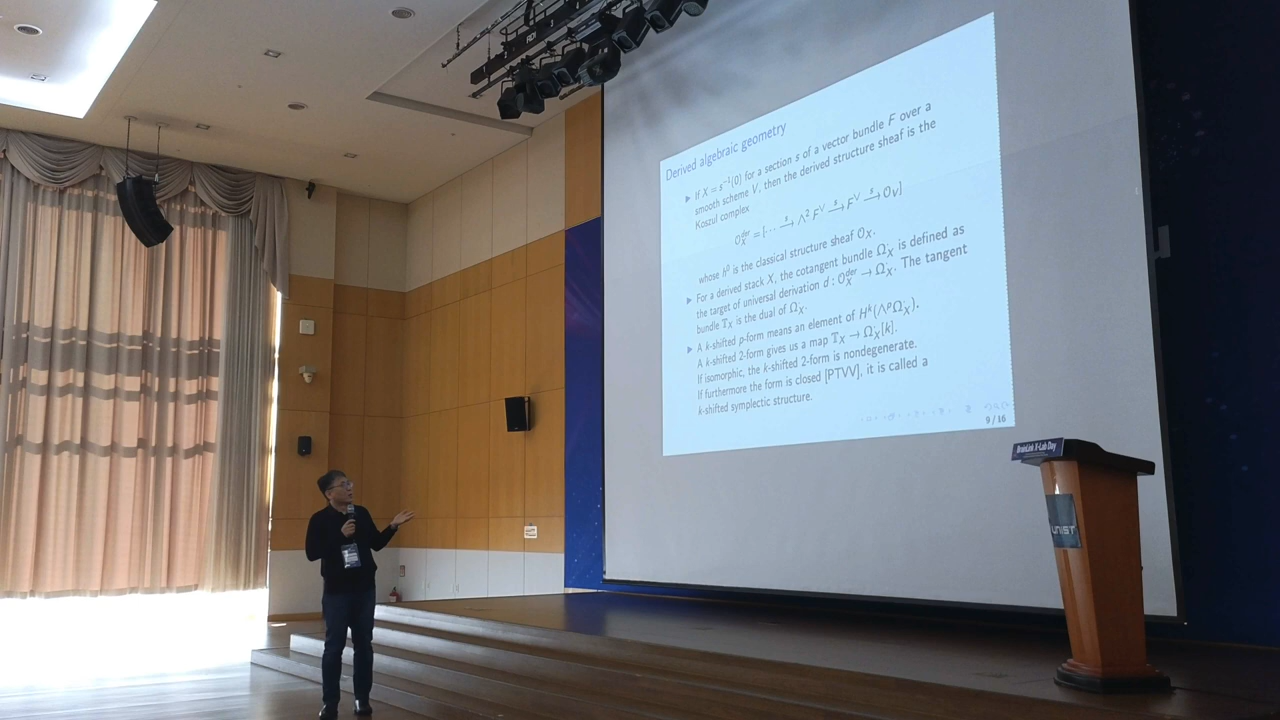 Derived algebraic geometry
▶ If X = s⁻¹(0) for a section s of a vector bundle F over a
smooth scheme V, then the derived structure sheaf is the
Koszul complex
𝒪_X^der = [⋯ →^s Λ²F^∨ →^s F^∨ →^s 𝒪_V]
whose h⁰ is the classical structure sheaf 𝒪_X.
▶ For a derived stack X, the cotangent bundle Ω_X^· is defined as
the target of universal derivation d : 𝒪_X^der → Ω_X^·. The tangent
bundle 𝕋_X is the dual of Ω_X^·.
▶ A k-shifted p-form means an element of H^k(Λ^pΩ_X^·).
A k-shifted 2-form gives us a map 𝕋_X → Ω_X^·[k].
If isomorphic, the k-shifted 2-form is nondegenerate.
If furthermore the form is closed [PTVV], it is called a
k-shifted symplectic structure.
9 / 16
BrainLink X-Lab Day
UNIST